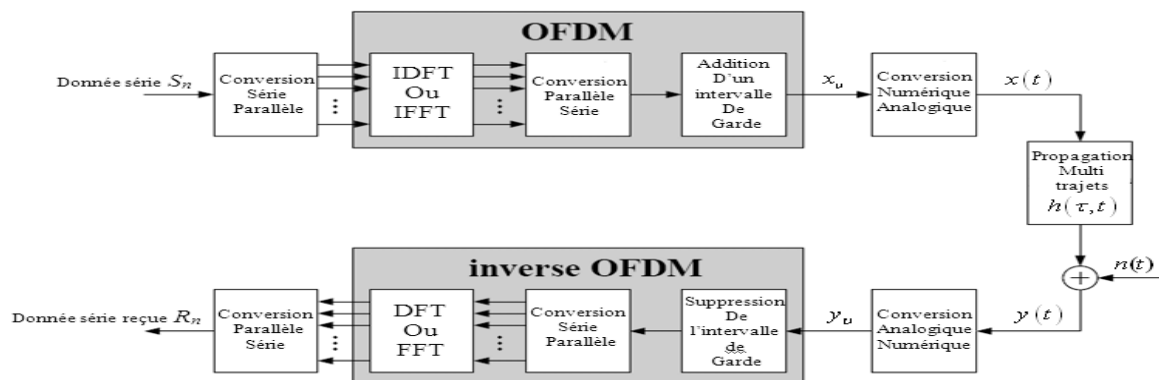 OFDM
Donnée série Sn
Conversion
Série
Parallèle
IDFT
Ou
IFFT
Conversion
Parallèle
Série
Addition
D'un
intervalle
De
Garde
xu
Conversion
Numérique
Analogique
x(t)
Propagation
Multi
trajets
h(τ,t)
n(t)
+
inverse OFDM
Donnée série reçue Rn
Conversion
Parallèle
Série
DFT
Ou
FFT
Conversion
Série
Parallèle
Suppression
De
l'intervalle
de
Garde
yu
Conversion
Analogique
Numérique
y(t)